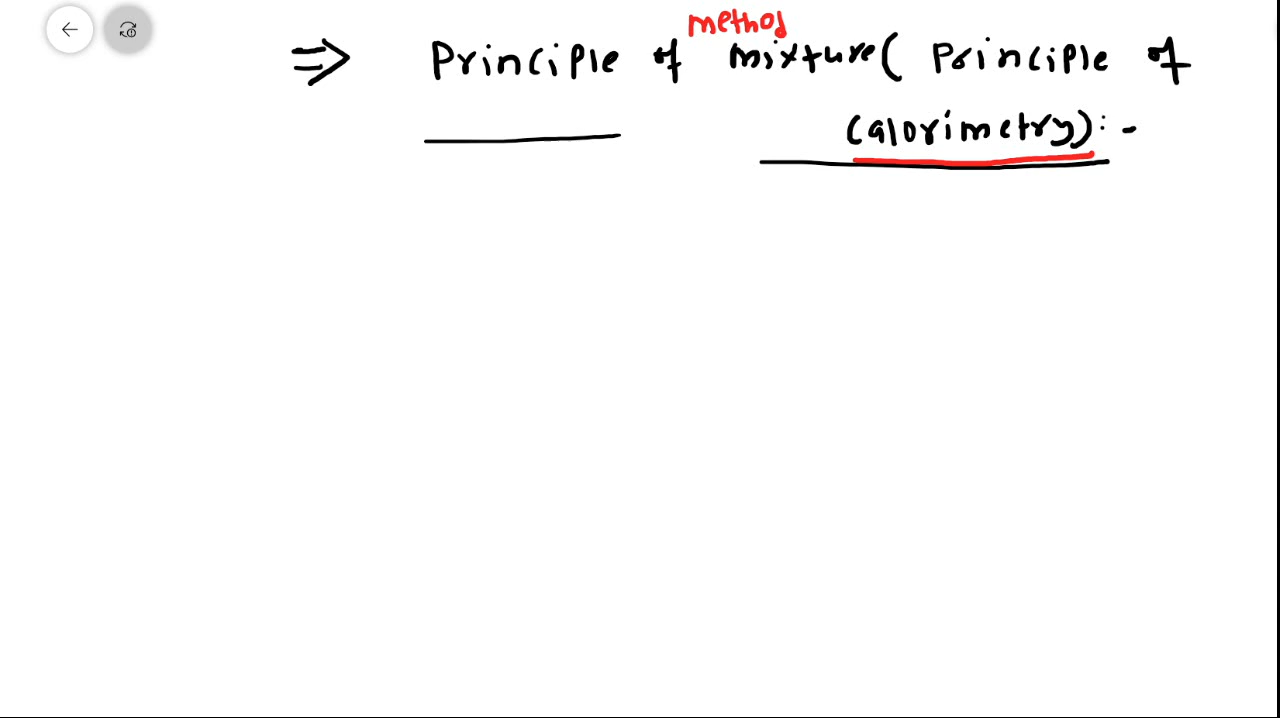 method
⇒ Principle of mixture( Principle of
Calorimetry): -